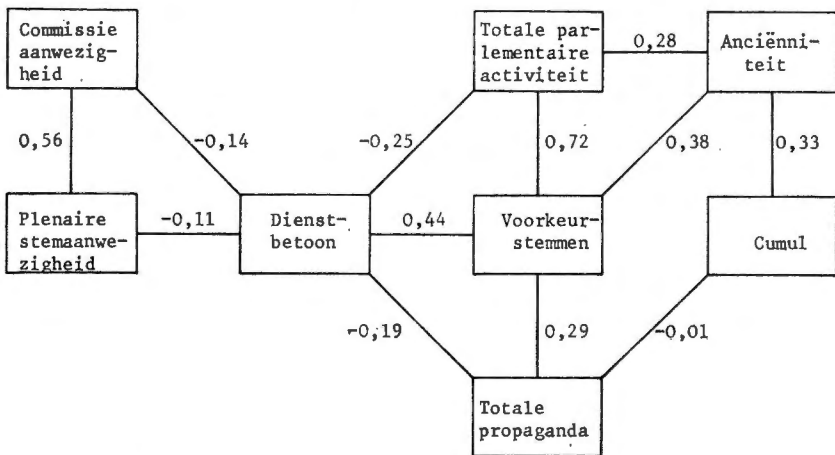 Commissie
aanwezig-
heid
Totale par-
lementaire
activiteit
0,28
Anciënni-
teit
0,56
-0,14
-0,25
0,72
0,38
0,33
Plenaire
stemaanwe-
zigheid
-0,11
Dienst-
betoon
0,44
Voorkeur-
stemmen
Cumul
-0,19
0,29
-0,01
Totale
propaganda